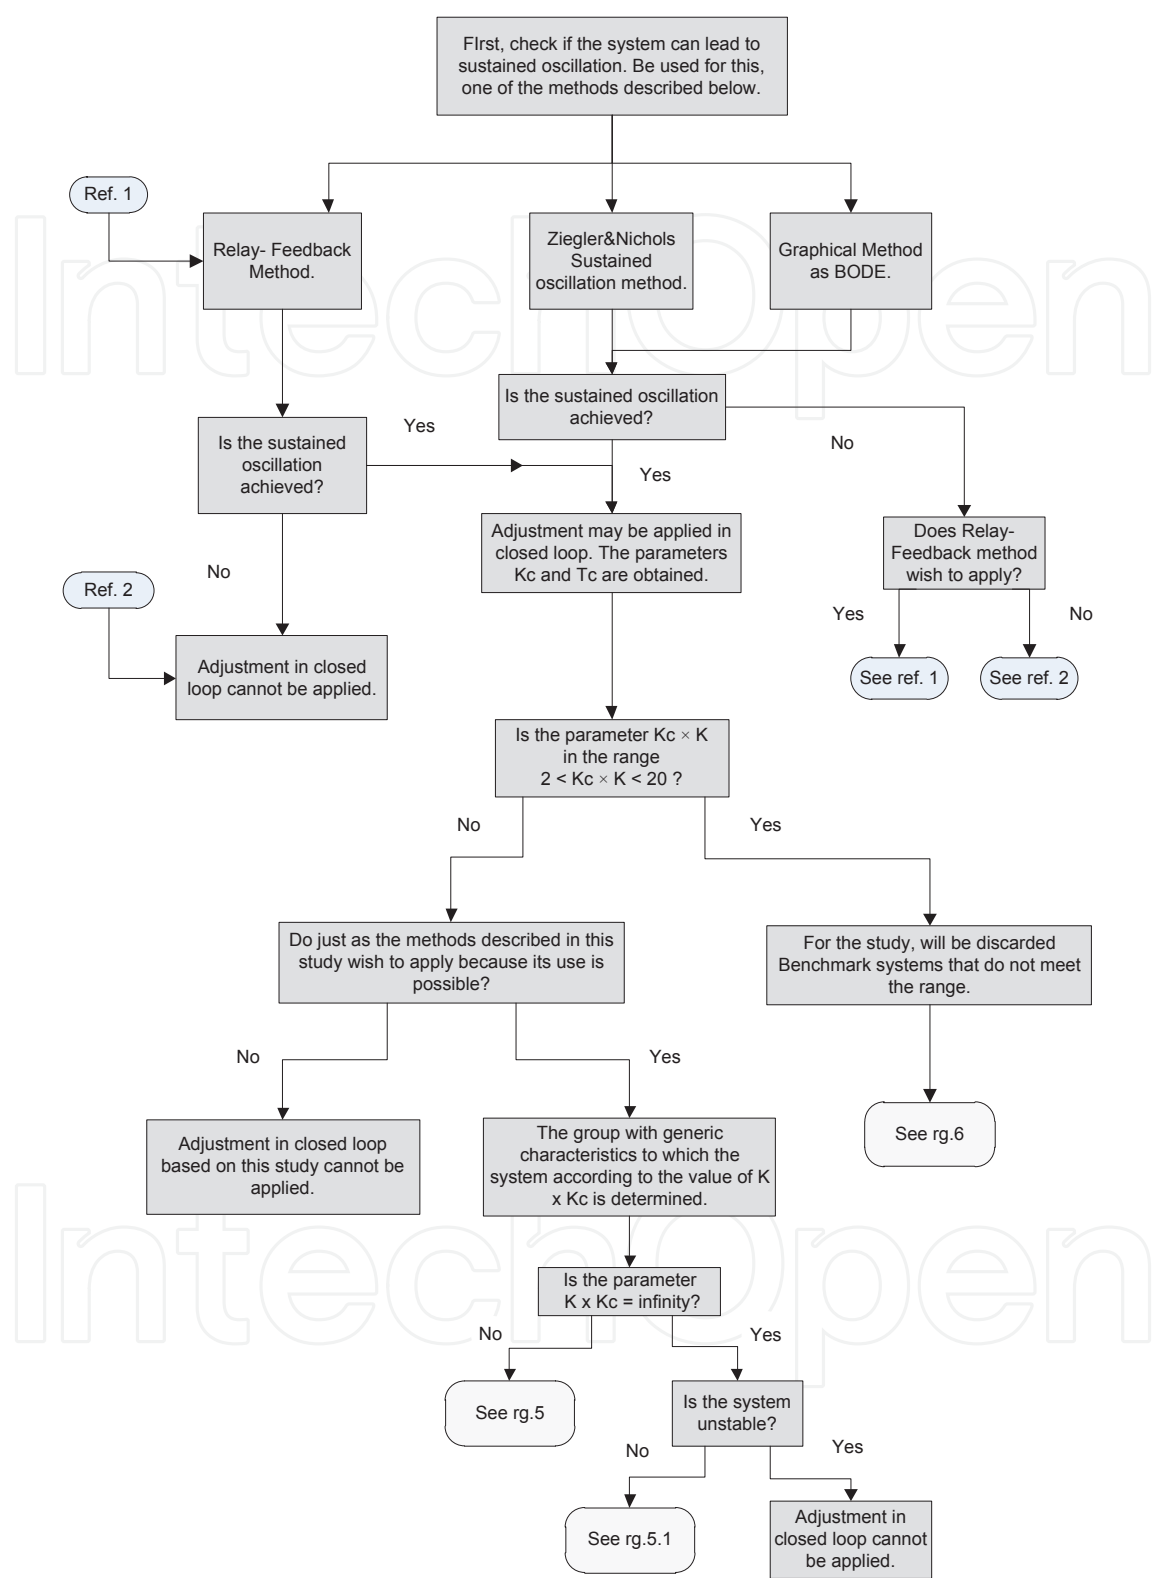 FIrst, check if the system can lead to
sustained oscillation. Be used for this,
one of the methods described below.
Ref. 1
Relay- Feedback
Method.
Ziegler&Nichols
Sustained
oscillation method.
Graphical Method
as BODE.
Is the sustained oscillation
achieved?
Yes
No
Is the sustained
oscillation
achieved?
Yes
Adjustment may be applied in
closed loop. The parameters
Kc and Tc are obtained.
Does Relay-
Feedback method
wish to apply?
No
Ref. 2
Yes
No
Adjustment in closed
loop cannot be applied.
See ref. 1
See ref. 2
Is the parameter Kc × K
in the range
2 < Kc × K < 20 ?
No
Yes
Do just as the methods described in this
study wish to apply because its use is
possible?
For the study, will be discarded
Benchmark systems that do not meet
the range.
No
Yes
Adjustment in closed loop
based on this study cannot be
applied.
The group with generic
characteristics to which the
system according to the value of K
x Kc is determined.
See rg.6
Is the parameter
K x Kc = infinity?
No
Yes
See rg.5
Is the system
unstable?
No
Yes
See rg.5.1
Adjustment in
closed loop cannot
be applied.
IntechOpen
IntechOpen